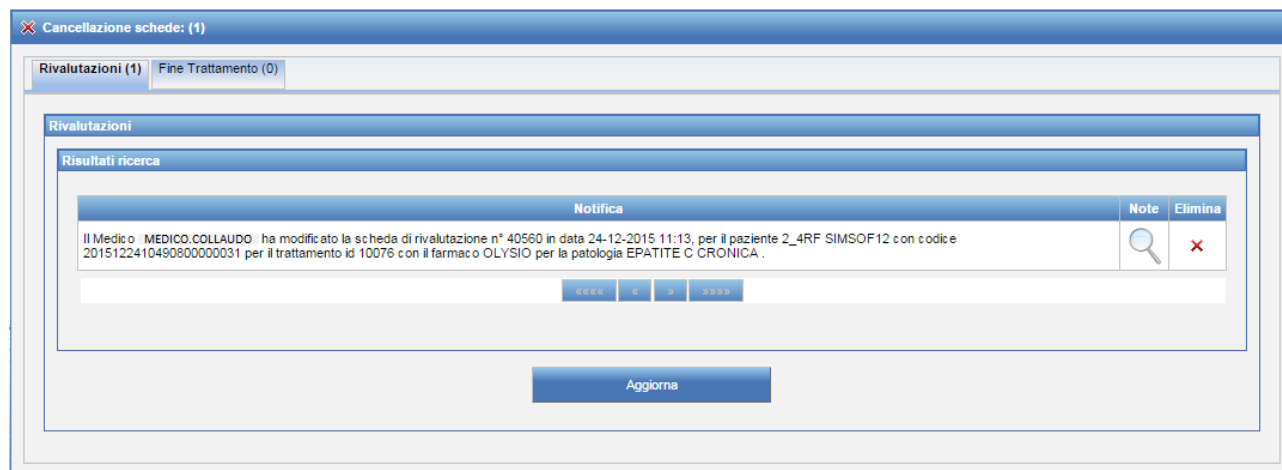 Cancellazione schede: (1)
Rivalutazioni (1) Fine Trattamento (0)
Rivalutazioni
Risultati ricerca
Notifica Note Elimina
Il Medico MEDICO.COLLAUDO ha modificato la scheda di rivalutazione n° 40560 in data 24-12-2015 11:13, per il paziente 2_4RF SIMSOF12 con codice
2015122410490800000031 per il trattamento id 10076 con il farmaco OLYSIO per la patologia EPATITE C CRONICA .
«««« « » »»»»
Aggiorna